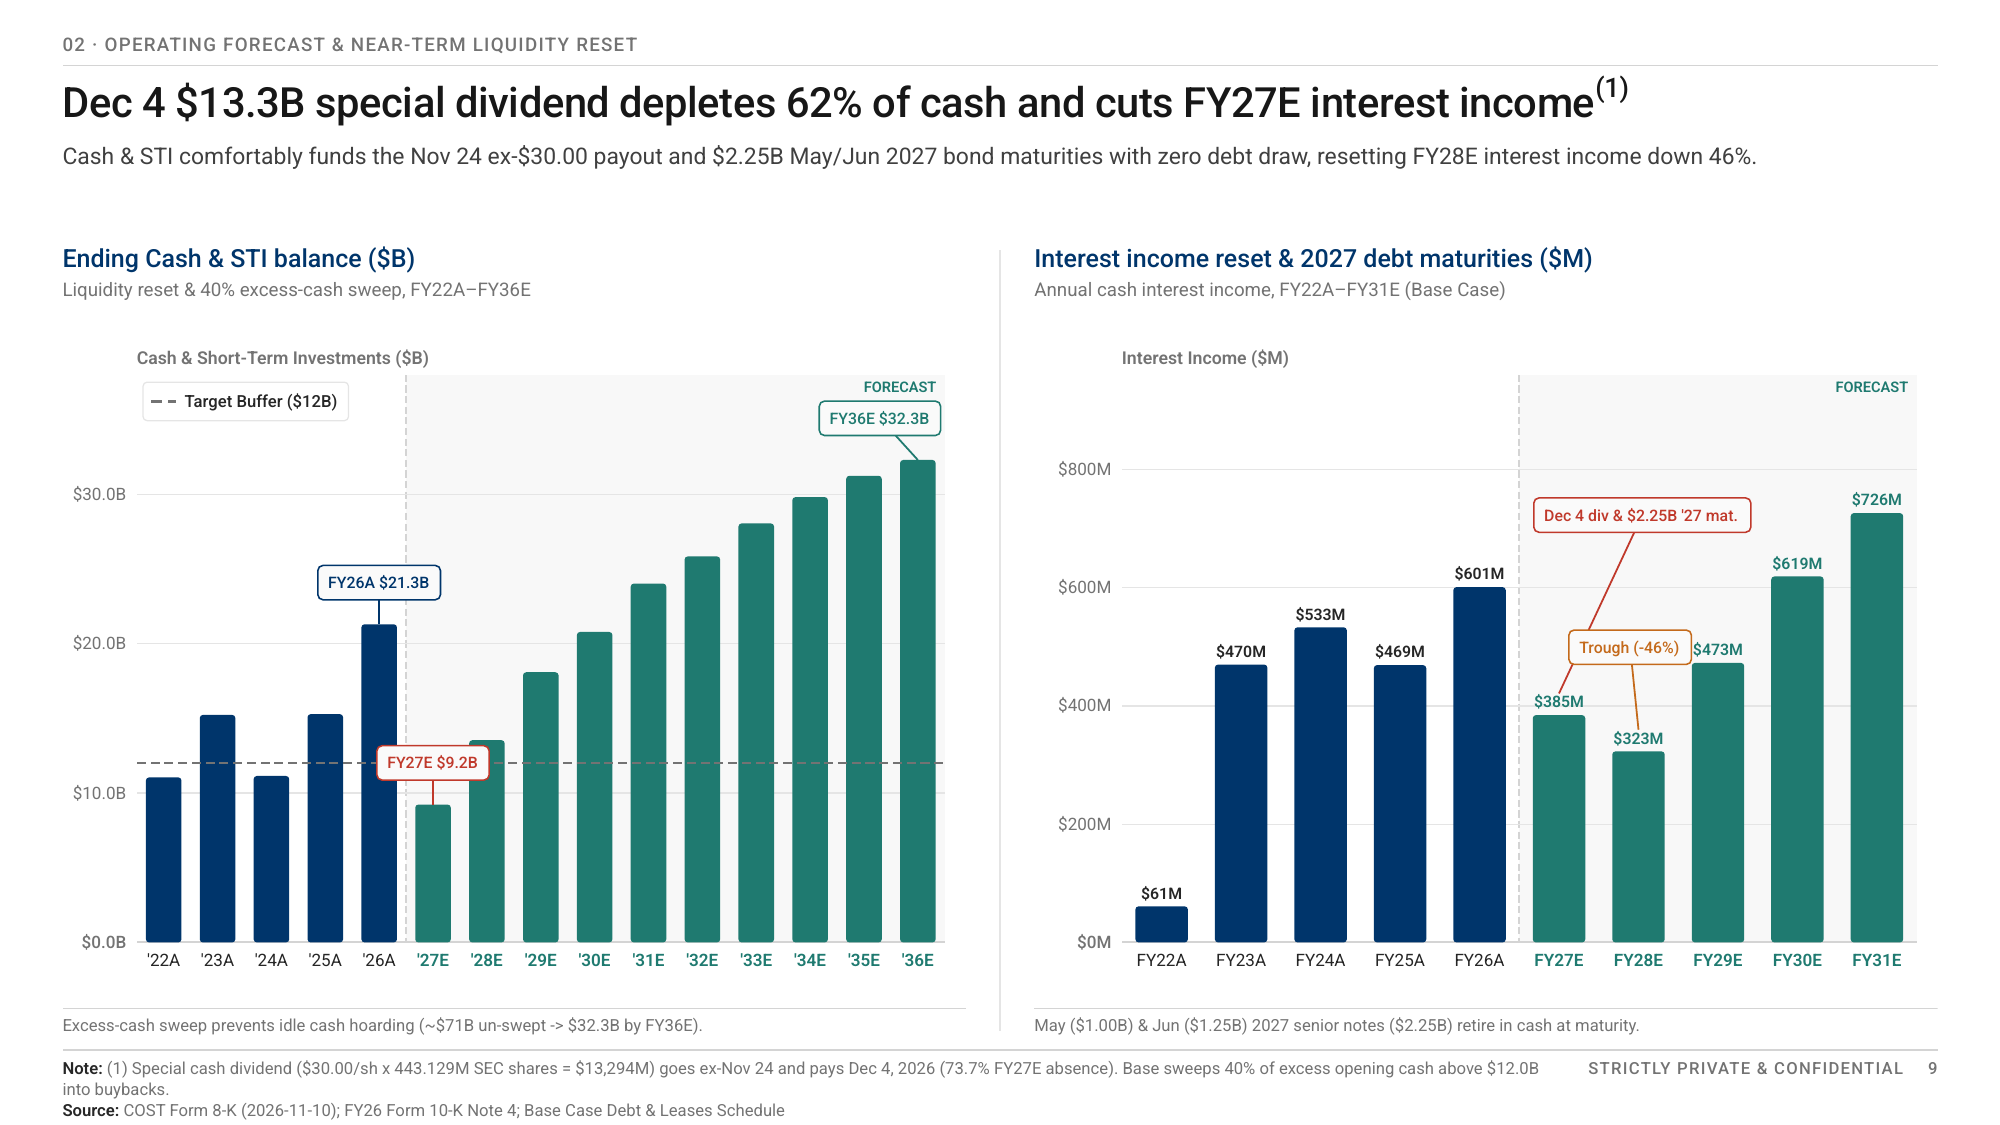 02 · OPERATING FORECAST & NEAR-TERM LIQUIDITY RESET
Dec 4 $13.3B special dividend depletes 62% of cash and cuts FY27E interest income(1)
Cash & STI comfortably funds the Nov 24 ex-$30.00 payout and $2.25B May/Jun 2027 bond maturities with zero debt draw, resetting FY28E interest income down 46%.
Ending Cash & STI balance ($B)
Liquidity reset & 40% excess-cash sweep, FY22A–FY36E
Cash & Short-Term Investments ($B)
Target Buffer ($12B)
FORECAST
FY36E $32.3B
$30.0B
FY26A $21.3B
$20.0B
FY27E $9.2B
$10.0B
$0.0B
'22A '23A '24A '25A '26A '27E '28E '29E '30E '31E '32E '33E '34E '35E '36E
Excess-cash sweep prevents idle cash hoarding (~$71B un-swept -> $32.3B by FY36E).
Interest income reset & 2027 debt maturities ($M)
Annual cash interest income, FY22A–FY31E (Base Case)
Interest Income ($M)
FORECAST
$800M
$726M
Dec 4 div & $2.25B '27 mat.
$619M
$601M
$600M
$533M
$470M
$469M
Trough (-46%)
$473M
$400M
$385M
$323M
$200M
$61M
$0M
FY22A FY23A FY24A FY25A FY26A FY27E FY28E FY29E FY30E FY31E
May ($1.00B) & Jun ($1.25B) 2027 senior notes ($2.25B) retire in cash at maturity.
Note: (1) Special cash dividend ($30.00/sh x 443.129M SEC shares = $13,294M) goes ex-Nov 24 and pays Dec 4, 2026 (73.7% FY27E absence). Base sweeps 40% of excess opening cash above $12.0B
into buybacks.
Source: COST Form 8-K (2026-11-10); FY26 Form 10-K Note 4; Base Case Debt & Leases Schedule
STRICTLY PRIVATE & CONFIDENTIAL 9